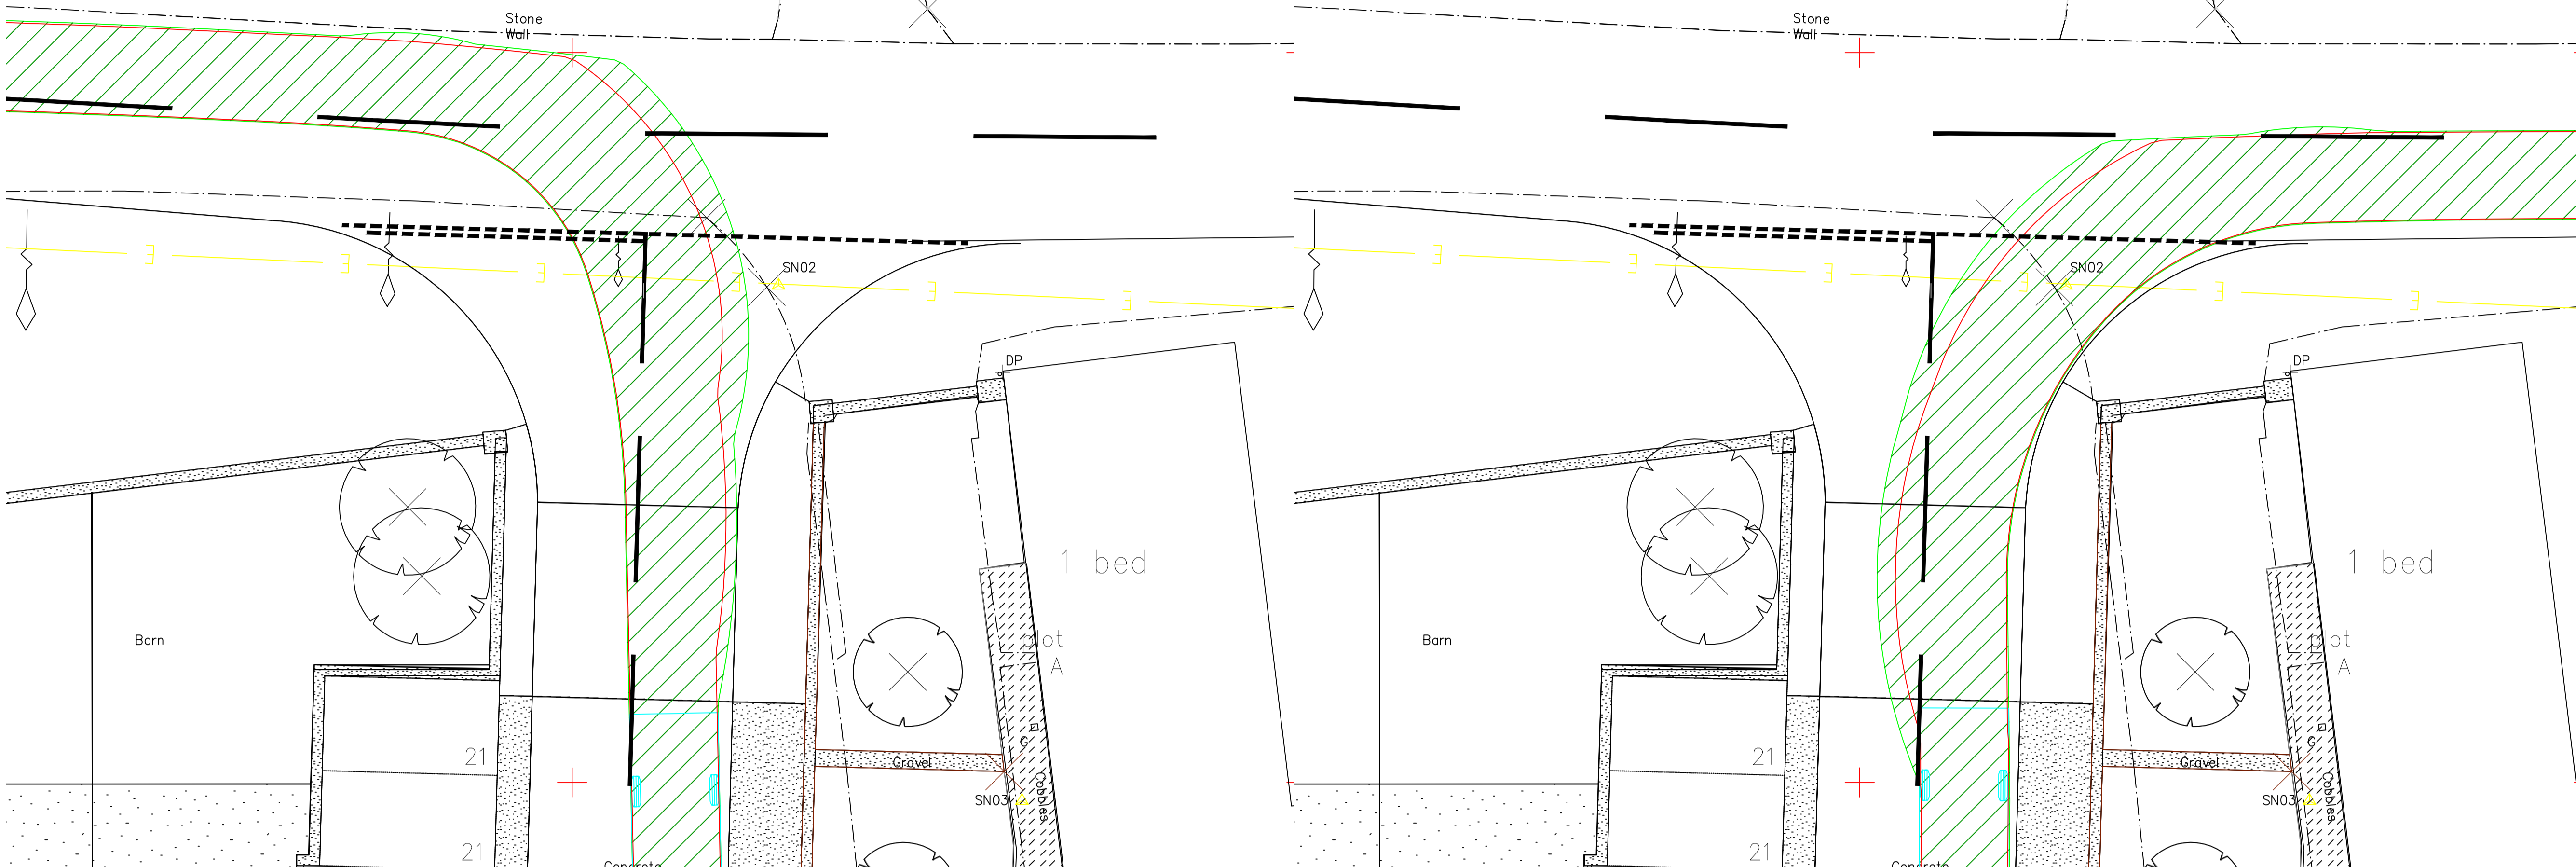 Stone
Wall
SN02
DP
1 bed
plot
A
Barn
21
G
Gravel
SN03
Cobbles
21
Concrete
Stone
Wall
SN02
DP
1 bed
plot
A
Barn
21
G
Gravel
SN03
Cobbles
21
Concrete